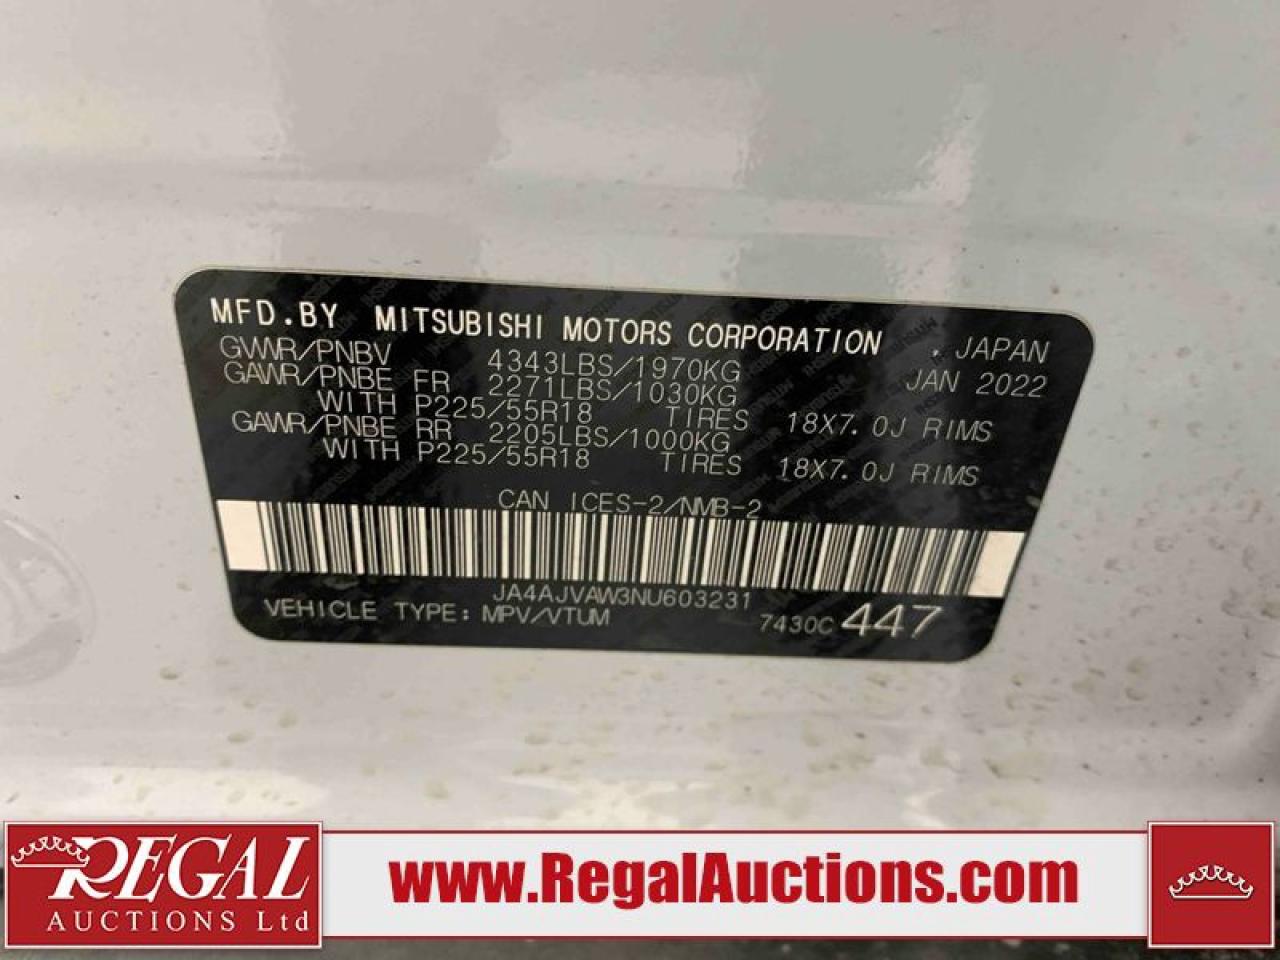 MFD.BY MITSUBISHI MOTORS CORPORATION . JAPAN
GVWR/PNBV 4343LBS/1970KG JAN 2022
GAWR/PNBE FR 2271LBS/1030KG
WITH P225/55R18 TIRES 18X7.0J RIMS
GAWR/PNBE RR 2205LBS/1000KG
WITH P225/55R18 TIRES 18X7.0J RIMS
CAN ICES-2/NMB-2
JA4AJVAW3NU603231
VEHICLE TYPE: MPV/VTUM 7430C 447
REGAL
AUCTIONS Ltd
www.RegalAuctions.com